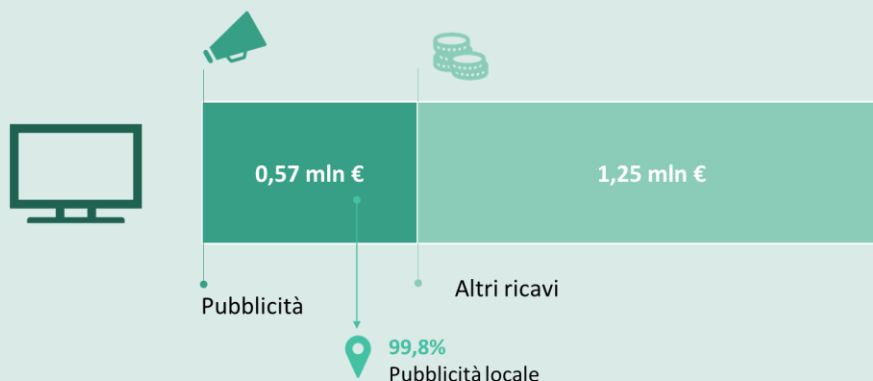 0,57 mln €
1,25 mln €
Pubblicità
Altri ricavi
99,8%
Pubblicità locale